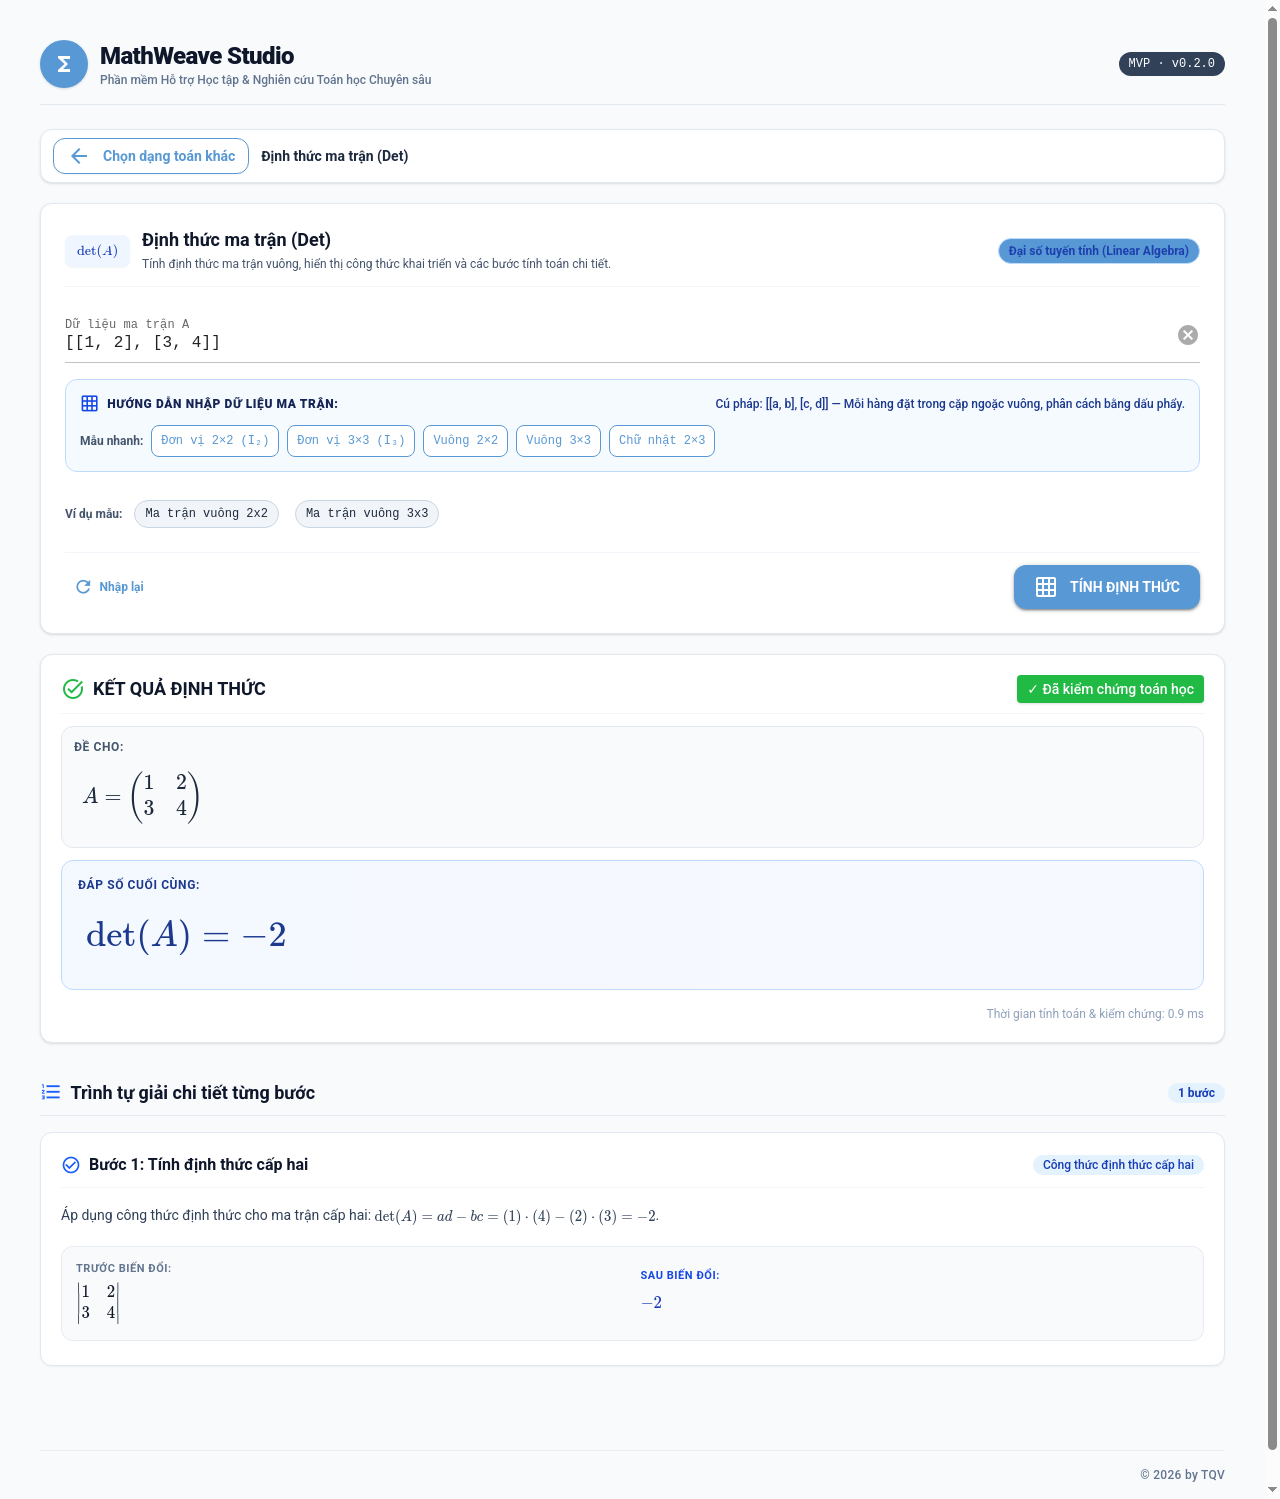 Σ
MathWeave Studio
Phần mềm Hỗ trợ Học tập & Nghiên cứu Toán học Chuyên sâu
MVP · v0.2.0
Chọn dạng toán khác
Định thức ma trận (Det)
det(A)
Định thức ma trận (Det)
Tính định thức ma trận vuông, hiển thị công thức khai triển và các bước tính toán chi tiết.
Đại số tuyến tính (Linear Algebra)
Dữ liệu ma trận A
[[1, 2], [3, 4]]
HƯỚNG DẪN NHẬP DỮ LIỆU MA TRẬN:
Cú pháp: [[a, b], [c, d]] — Mỗi hàng đặt trong cặp ngoặc vuông, phân cách bằng dấu phẩy.
Mẫu nhanh:
Đơn vị 2×2 (I₂)
Đơn vị 3×3 (I₃)
Vuông 2×2
Vuông 3×3
Chữ nhật 2×3
Ví dụ mẫu:
Ma trận vuông 2x2
Ma trận vuông 3x3
Nhập lại
TÍNH ĐỊNH THỨC
KẾT QUẢ ĐỊNH THỨC
✓ Đã kiểm chứng toán học
ĐỀ CHO:
A = (1 2
3 4)
ĐÁP SỐ CUỐI CÙNG:
det(A) = −2
Thời gian tính toán & kiểm chứng: 0.9 ms
Trình tự giải chi tiết từng bước
1 bước
Bước 1: Tính định thức cấp hai
Công thức định thức cấp hai
Áp dụng công thức định thức cho ma trận cấp hai: det(A) = ad − bc = (1) · (4) − (2) · (3) = −2.
TRƯỚC BIẾN ĐỔI:
|1 2|
|3 4|
SAU BIẾN ĐỔI:
−2
© 2026 by TQV